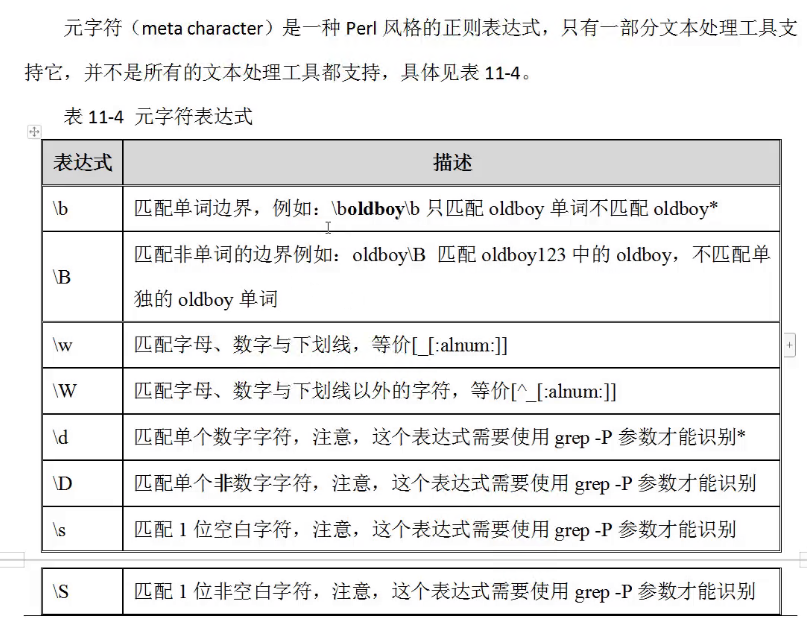 元字符（meta character）是一种 Perl 风格的正则表达式，只有一部分文本处理工具支
持它，并不是所有的文本处理工具都支持，具体见表 11-4。
表 11-4 元字符表达式
表达式 描述
\b 匹配单词边界，例如：\boldboy\b 只匹配 oldboy 单词不匹配 oldboy*
匹配非单词的边界例如：oldboy\B 匹配 oldboy123 中的 oldboy，不匹配单
\B
独的 oldboy 单词
\w 匹配字母、数字与下划线，等价[_[:alnum:]]
\W 匹配字母、数字与下划线以外的字符，等价[^_[:alnum:]]
\d 匹配单个数字字符，注意，这个表达式需要使用 grep -P 参数才能识别*
\D 匹配单个非数字字符，注意，这个表达式需要使用 grep -P 参数才能识别
\s 匹配 1 位空白字符，注意，这个表达式需要使用 grep -P 参数才能识别
\S 匹配 1 位非空白字符，注意，这个表达式需要使用 grep -P 参数才能识别